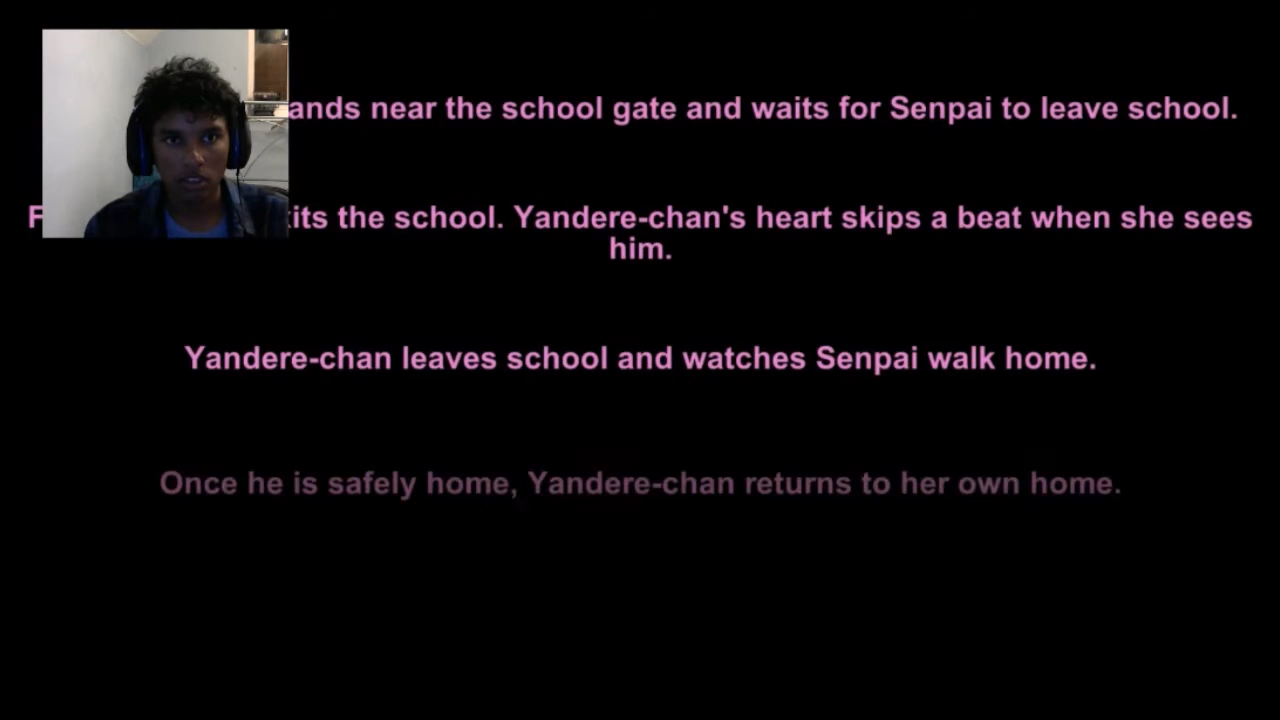 near the school gate and waits for Senpai to leave school.
the school. Yandere-chan's heart skips a beat when she sees
him.
Yandere-chan leaves school and watches Senpai walk home.
Once he is safely home, Yandere-chan returns to her own home.